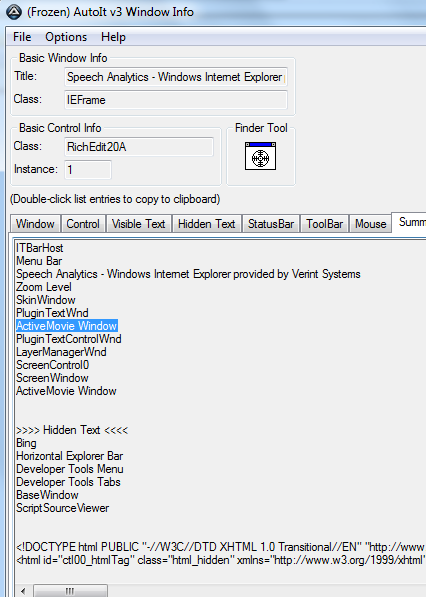 (Frozen) AutoIt v3 Window Info
File Options Help
Basic Window Info
Title: Speech Analytics - Windows Internet Explorer
Class: IEFrame
Basic Control Info
Class: RichEdit20A
Instance: 1
Finder Tool
(Double-click list entries to copy to clipboard)
Window Control Visible Text Hidden Text StatusBar ToolBar Mouse Summ
ITBarHost
Menu Bar
Speech Analytics - Windows Internet Explorer provided by Verint Systems
Zoom Level
SkinWindow
PluginTextWnd
ActiveMovie Window
PluginTextControlWnd
LayerManagerWnd
ScreenControl0
ScreenWindow
ActiveMovie Window
>>>> Hidden Text <<<<
Bing
Horizontal Explorer Bar
Developer Tools Menu
Developer Tools Tabs
BaseWindow
ScriptSourceViewer
<!DOCTYPE html PUBLIC "-//W3C//DTD XHTML 1.0 Transitional//EN" "http://www
<html id="ctl00_htmlTag" class="html_hidden" xmlns="http://www.w3.org/1999/xhtml"